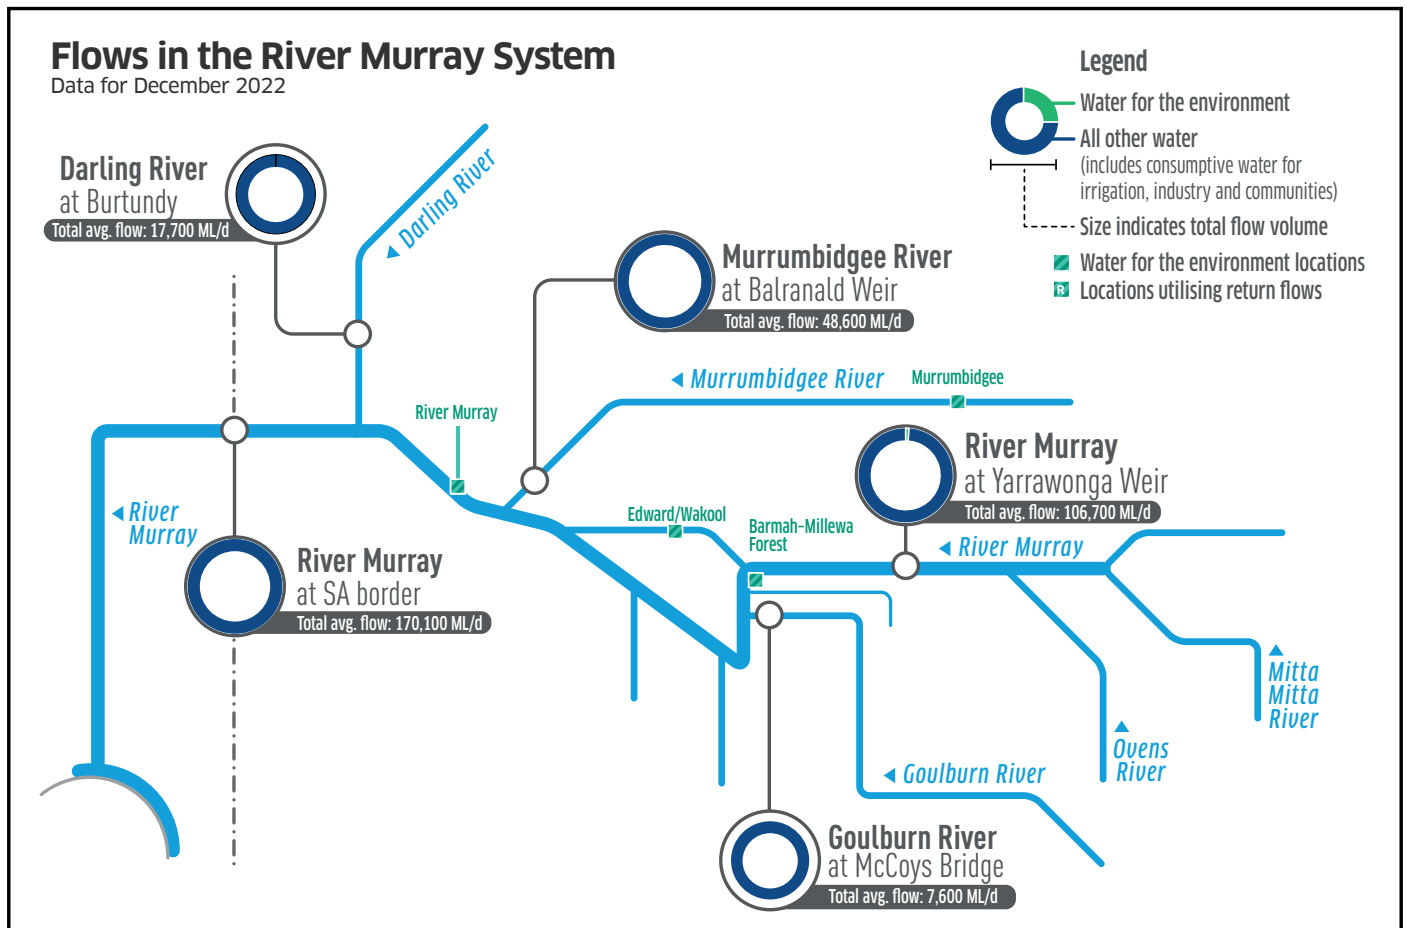 Flows in the River Murray System
Data for December 2022
Legend
Water for the environment
All other water
(includes consumptive water for
irrigation, industry and communities)
Size indicates total flow volume
Water for the environment locations
R
Locations utilising return flows
Darling River
at Burtundy
Total avg. flow: 17,700 ML/d
Darling River
Murrumbidgee River
at Balranald Weir
Total avg. flow: 48,600 ML/d
Murrumbidgee River
Murrumbidgee
River Murray
River Murray
at Yarrawonga Weir
Total avg. flow: 106,700 ML/d
River
Murray
Edward/Wakool
Barmah-Millewa
Forest
River Murray
River Murray
at SA border
Total avg. flow: 170,100 ML/d
Mitta
Mitta
River
Ovens
River
Goulburn River
Goulburn River
at McCoys Bridge
Total avg. flow: 7,600 ML/d